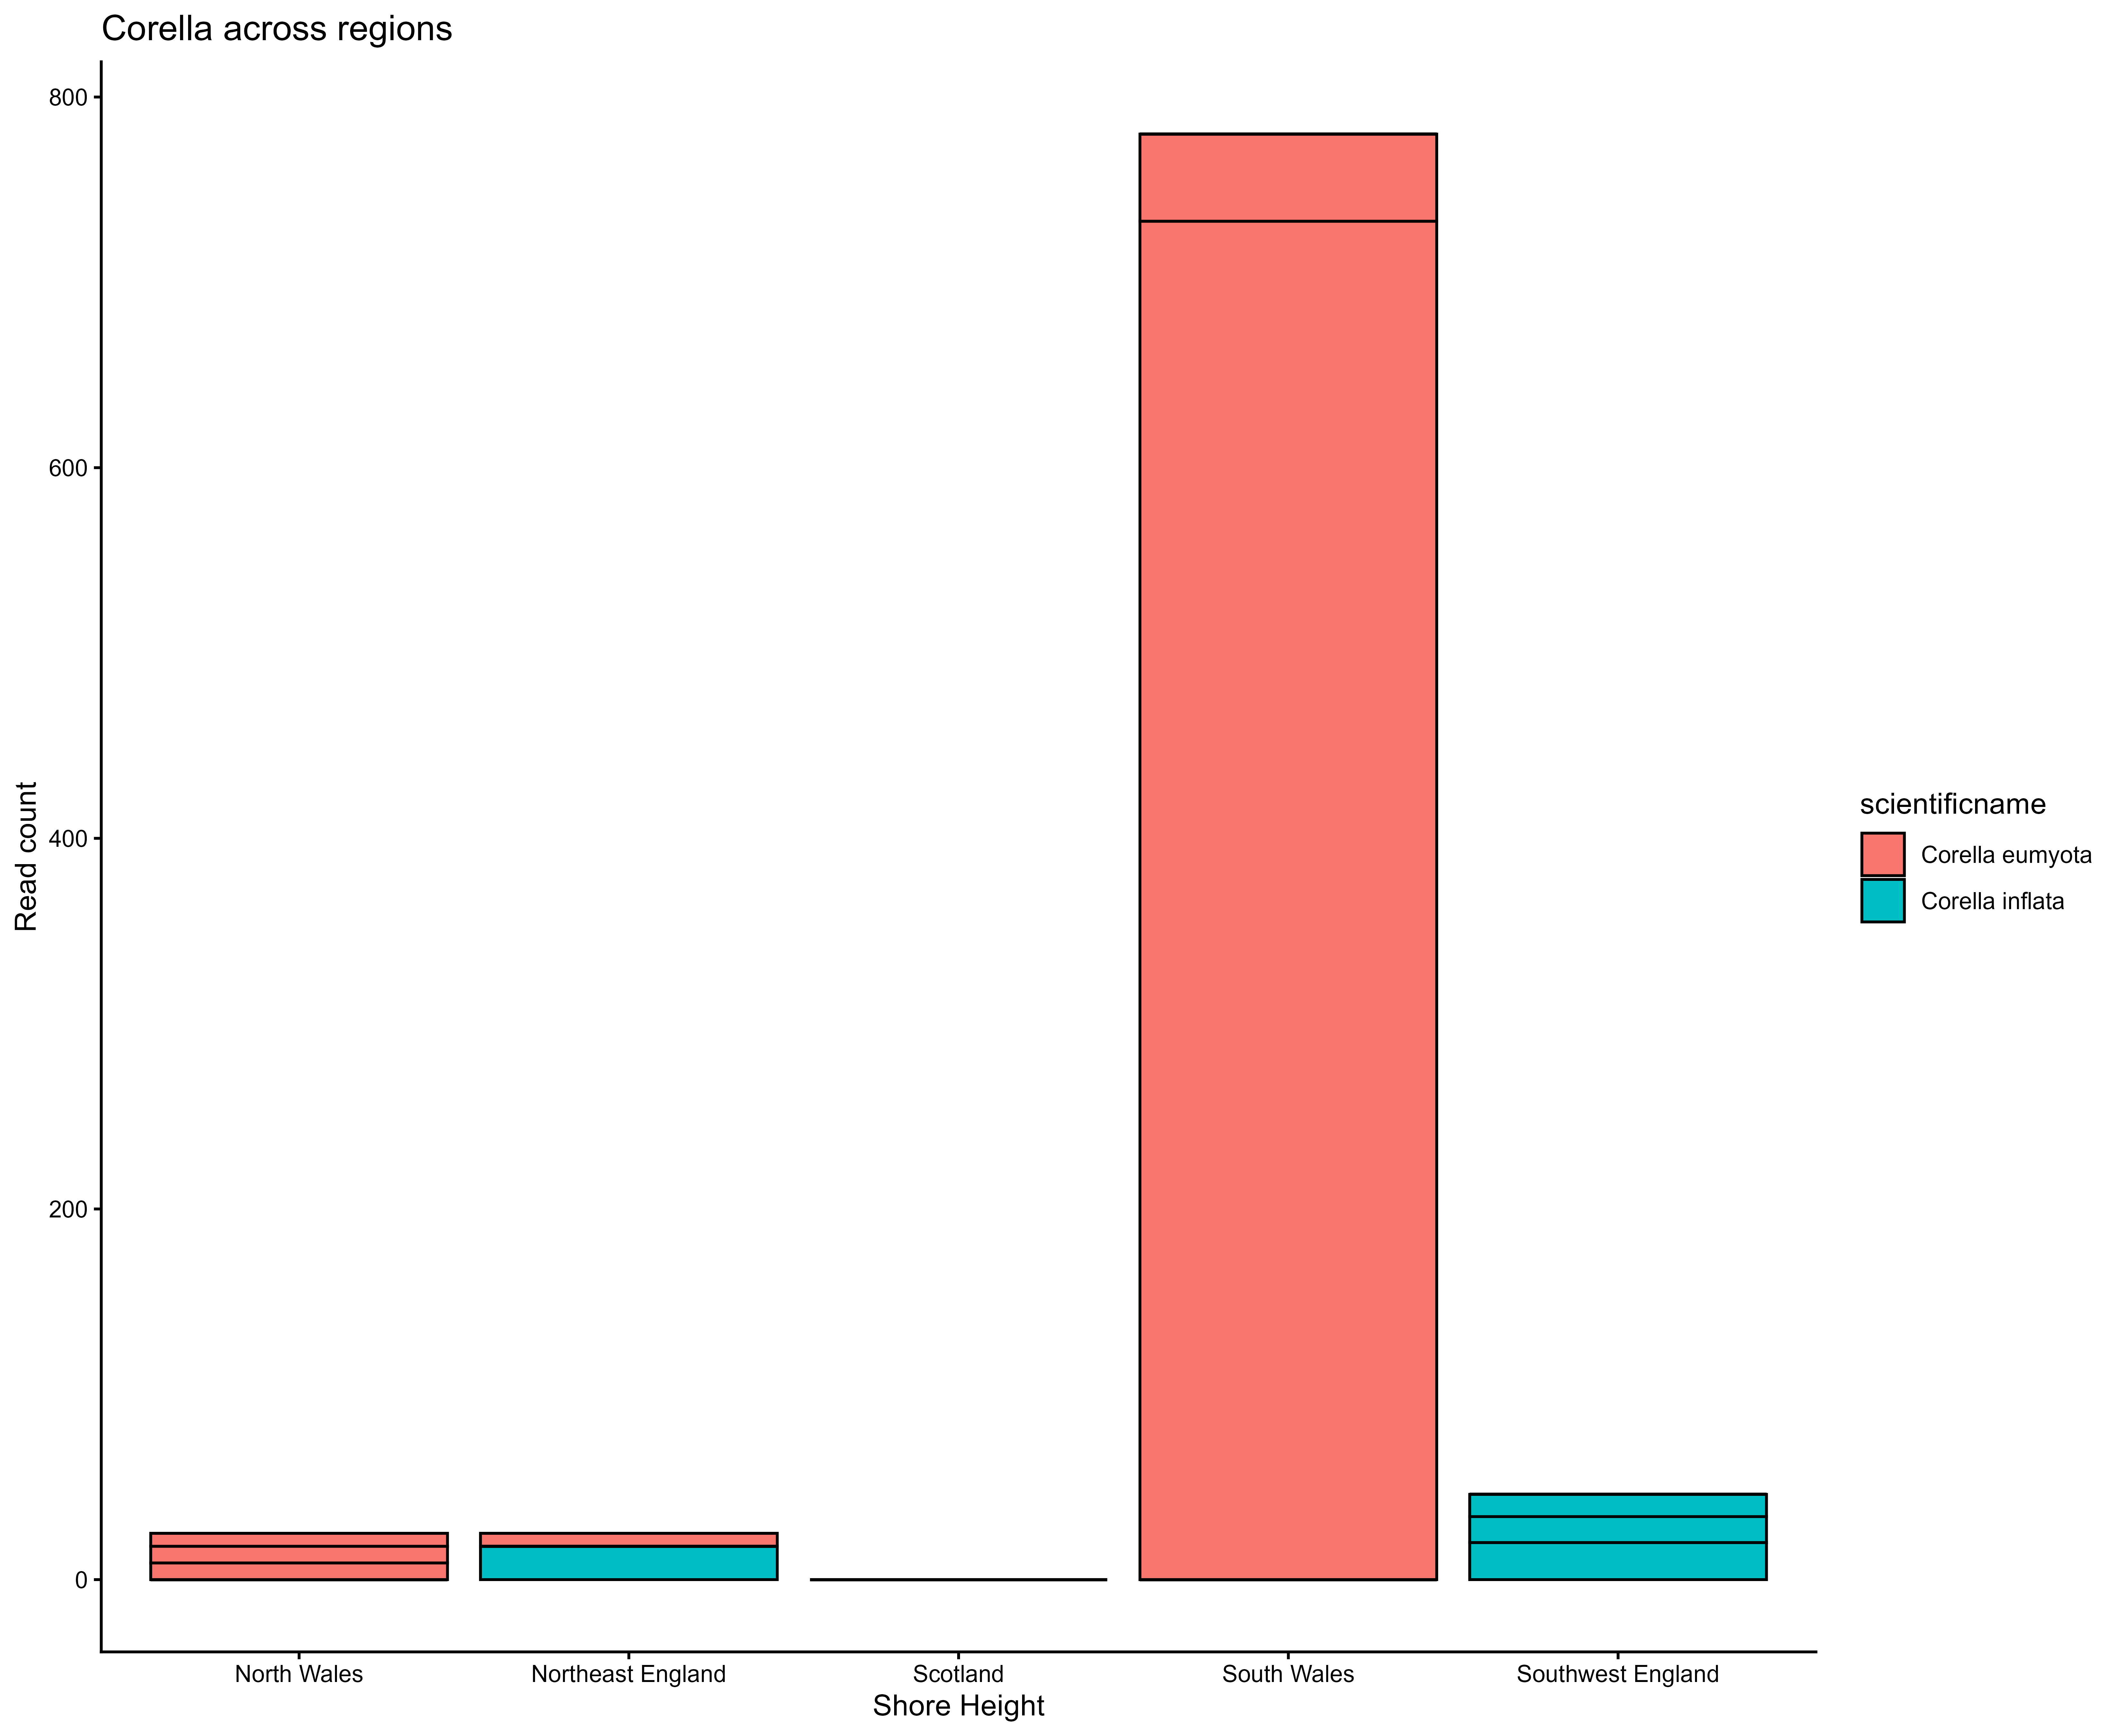 Corella across regions
800
600
400
200
0
Read count
North Wales
Northeast England
Scotland
South Wales
Southwest England
Shore Height
scientificname
Corella eumyota
Corella inflata